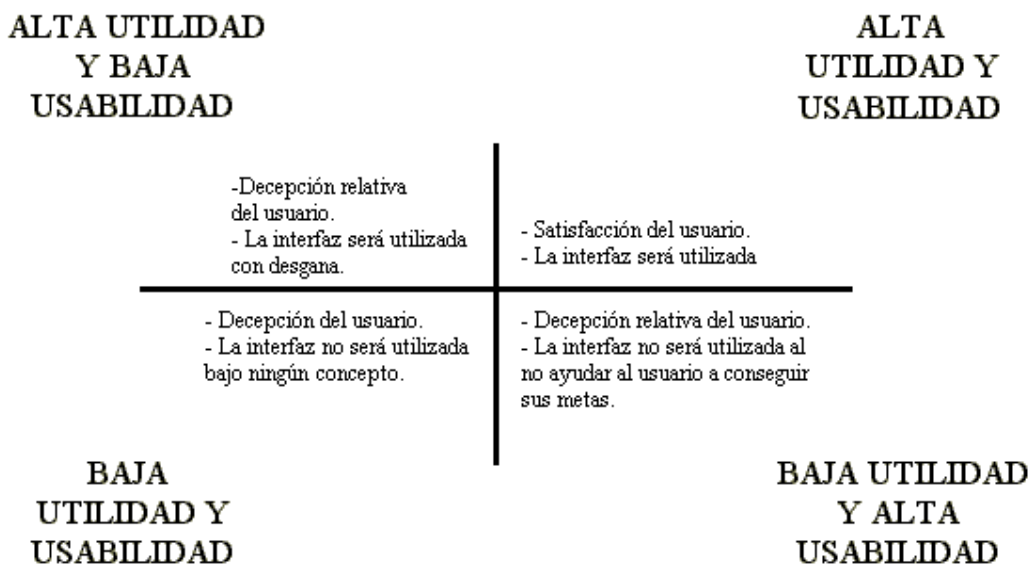 ALTA UTILIDAD
Y BAJA
USABILIDAD
ALTA
UTILIDAD Y
USABILIDAD
-Decepción relativa
del usuario.
- La interfaz será utilizada
con desgana.
- Satisfacción del usuario.
- La interfaz será utilizada
- Decepción del usuario.
- La interfaz no será utilizada
bajo ningún concepto.
- Decepción relativa del usuario.
- La interfaz no será utilizada al
no ayudar al usuario a conseguir
sus metas.
BAJA
UTILIDAD Y
USABILIDAD
BAJA UTILIDAD
Y ALTA
USABILIDAD